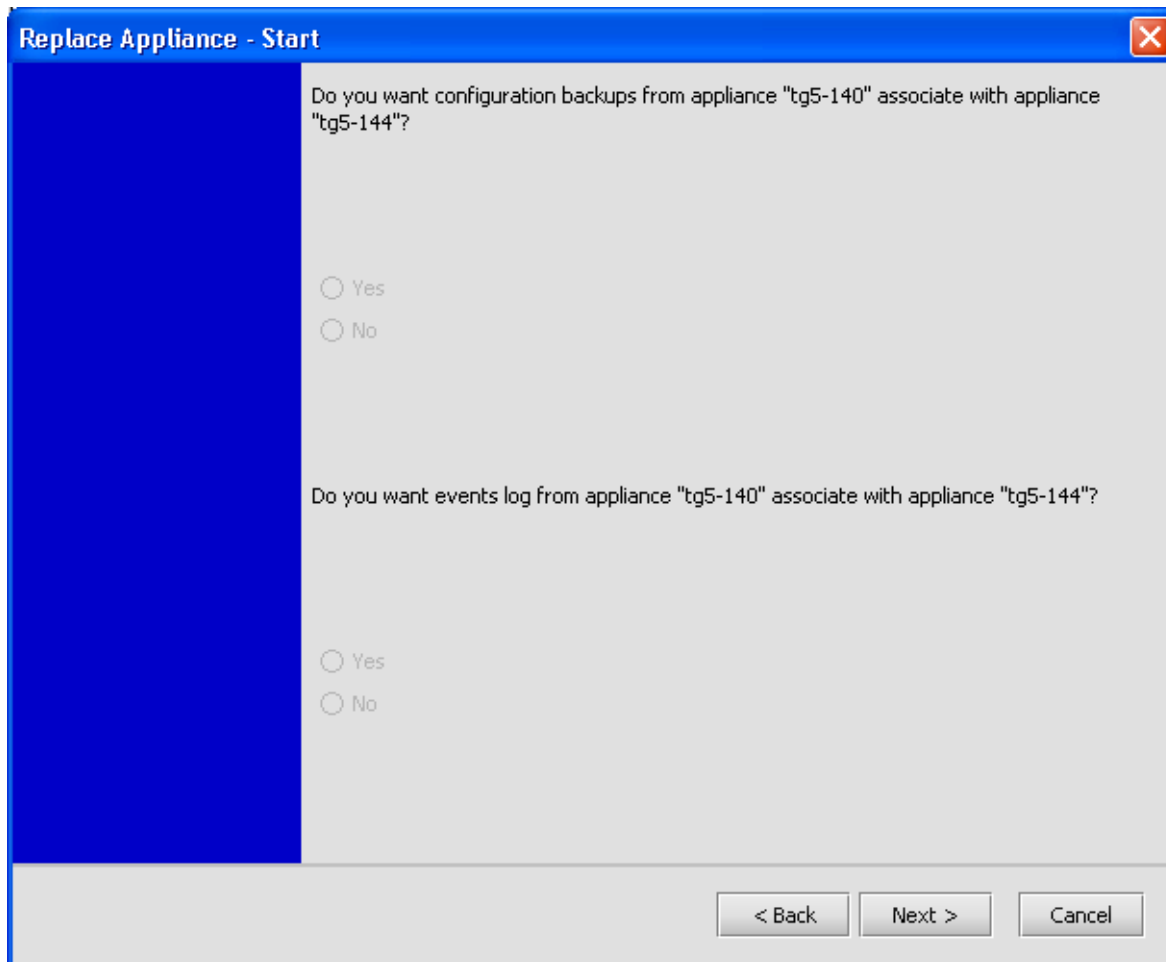 Replace Appliance - Start
Do you want configuration backups from appliance "tg5-140" associate with appliance
"tg5-144"?
Yes
No
Do you want events log from appliance "tg5-140" associate with appliance "tg5-144"?
Yes
No
< Back
Next >
Cancel